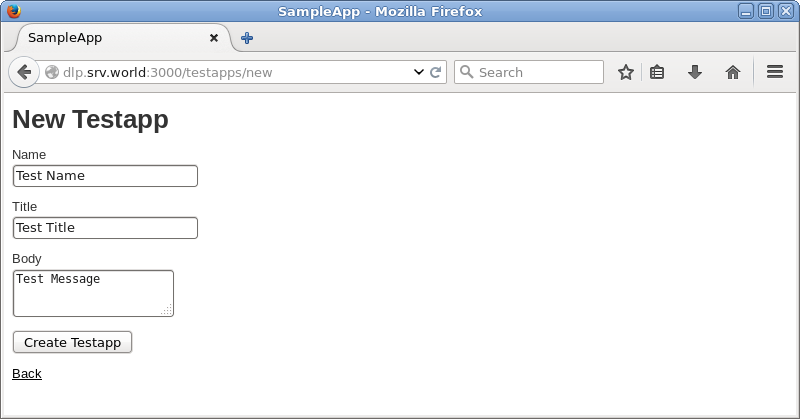 SampleApp - Mozilla Firefox
SampleApp
dlp.srv.world:3000/testapps/new
Search
New Testapp
Name
Test Name
Title
Test Title
Body
Test Message
Create Testapp
Back